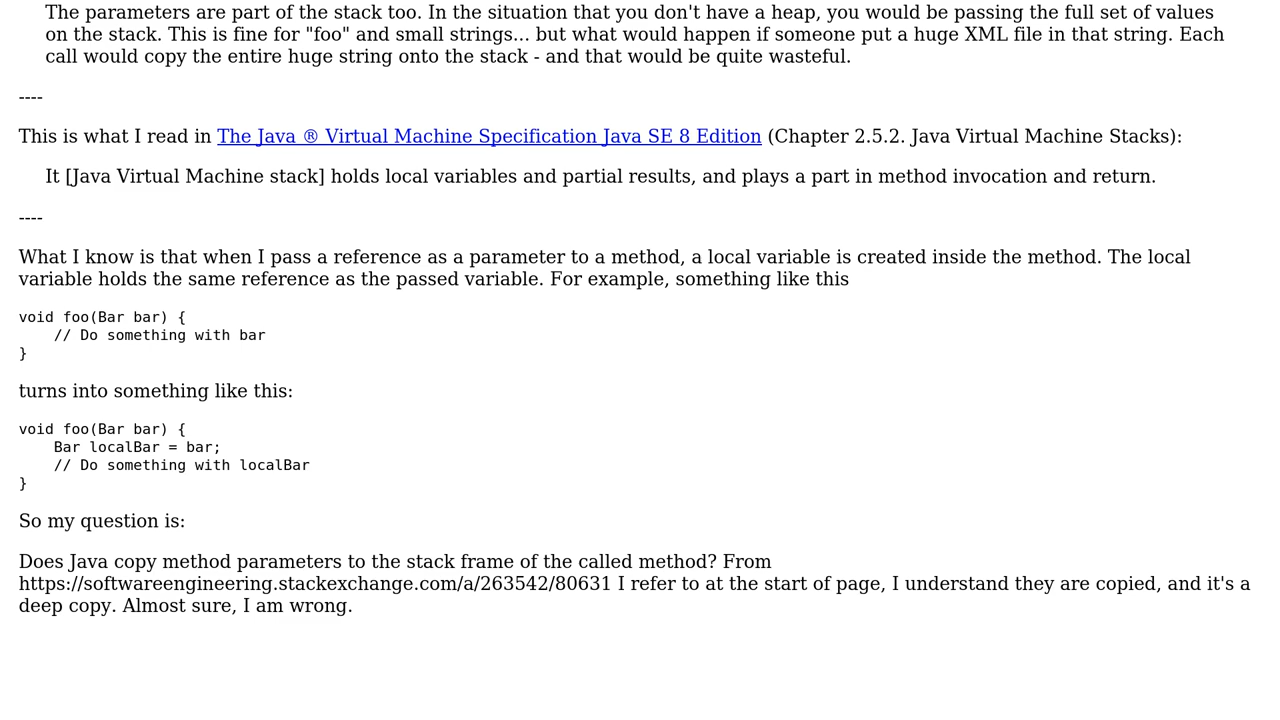 The parameters are part of the stack too. In the situation that you don't have a heap, you would be passing the full set of values
on the stack. This is fine for "foo" and small strings... but what would happen if someone put a huge XML file in that string. Each
call would copy the entire huge string onto the stack - and that would be quite wasteful.
----
This is what I read in The Java ® Virtual Machine Specification Java SE 8 Edition (Chapter 2.5.2. Java Virtual Machine Stacks):
It [Java Virtual Machine stack] holds local variables and partial results, and plays a part in method invocation and return.
----
What I know is that when I pass a reference as a parameter to a method, a local variable is created inside the method. The local
variable holds the same reference as the passed variable. For example, something like this
void foo(Bar bar) {
    // Do something with bar
}
turns into something like this:
void foo(Bar bar) {
    Bar localBar = bar;
    // Do something with localBar
}
So my question is:
Does Java copy method parameters to the stack frame of the called method? From
https://softwareengineering.stackexchange.com/a/263542/80631 I refer to at the start of page, I understand they are copied, and it's a
deep copy. Almost sure, I am wrong.